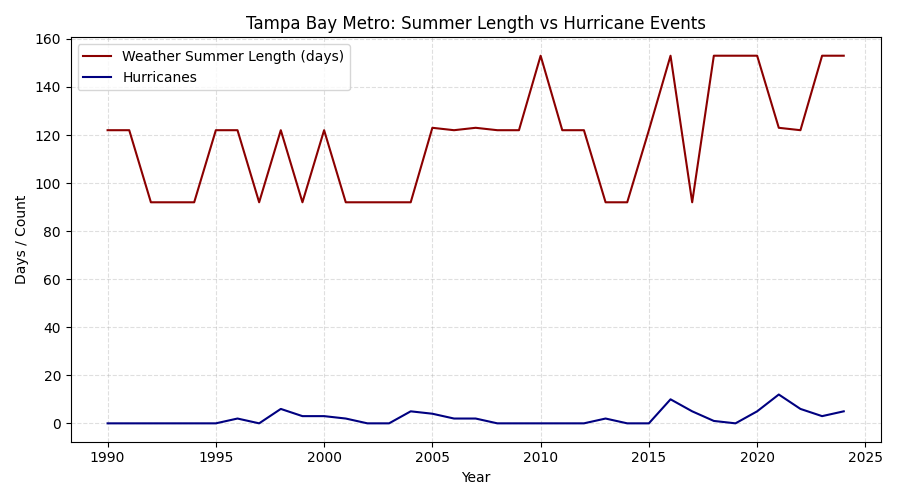 Tampa Bay Metro: Summer Length vs Hurricane Events
Weather Summer Length (days)
Hurricanes
Days / Count
160
140
120
100
80
60
40
20
0
1990 1995 2000 2005 2010 2015 2020 2025
Year